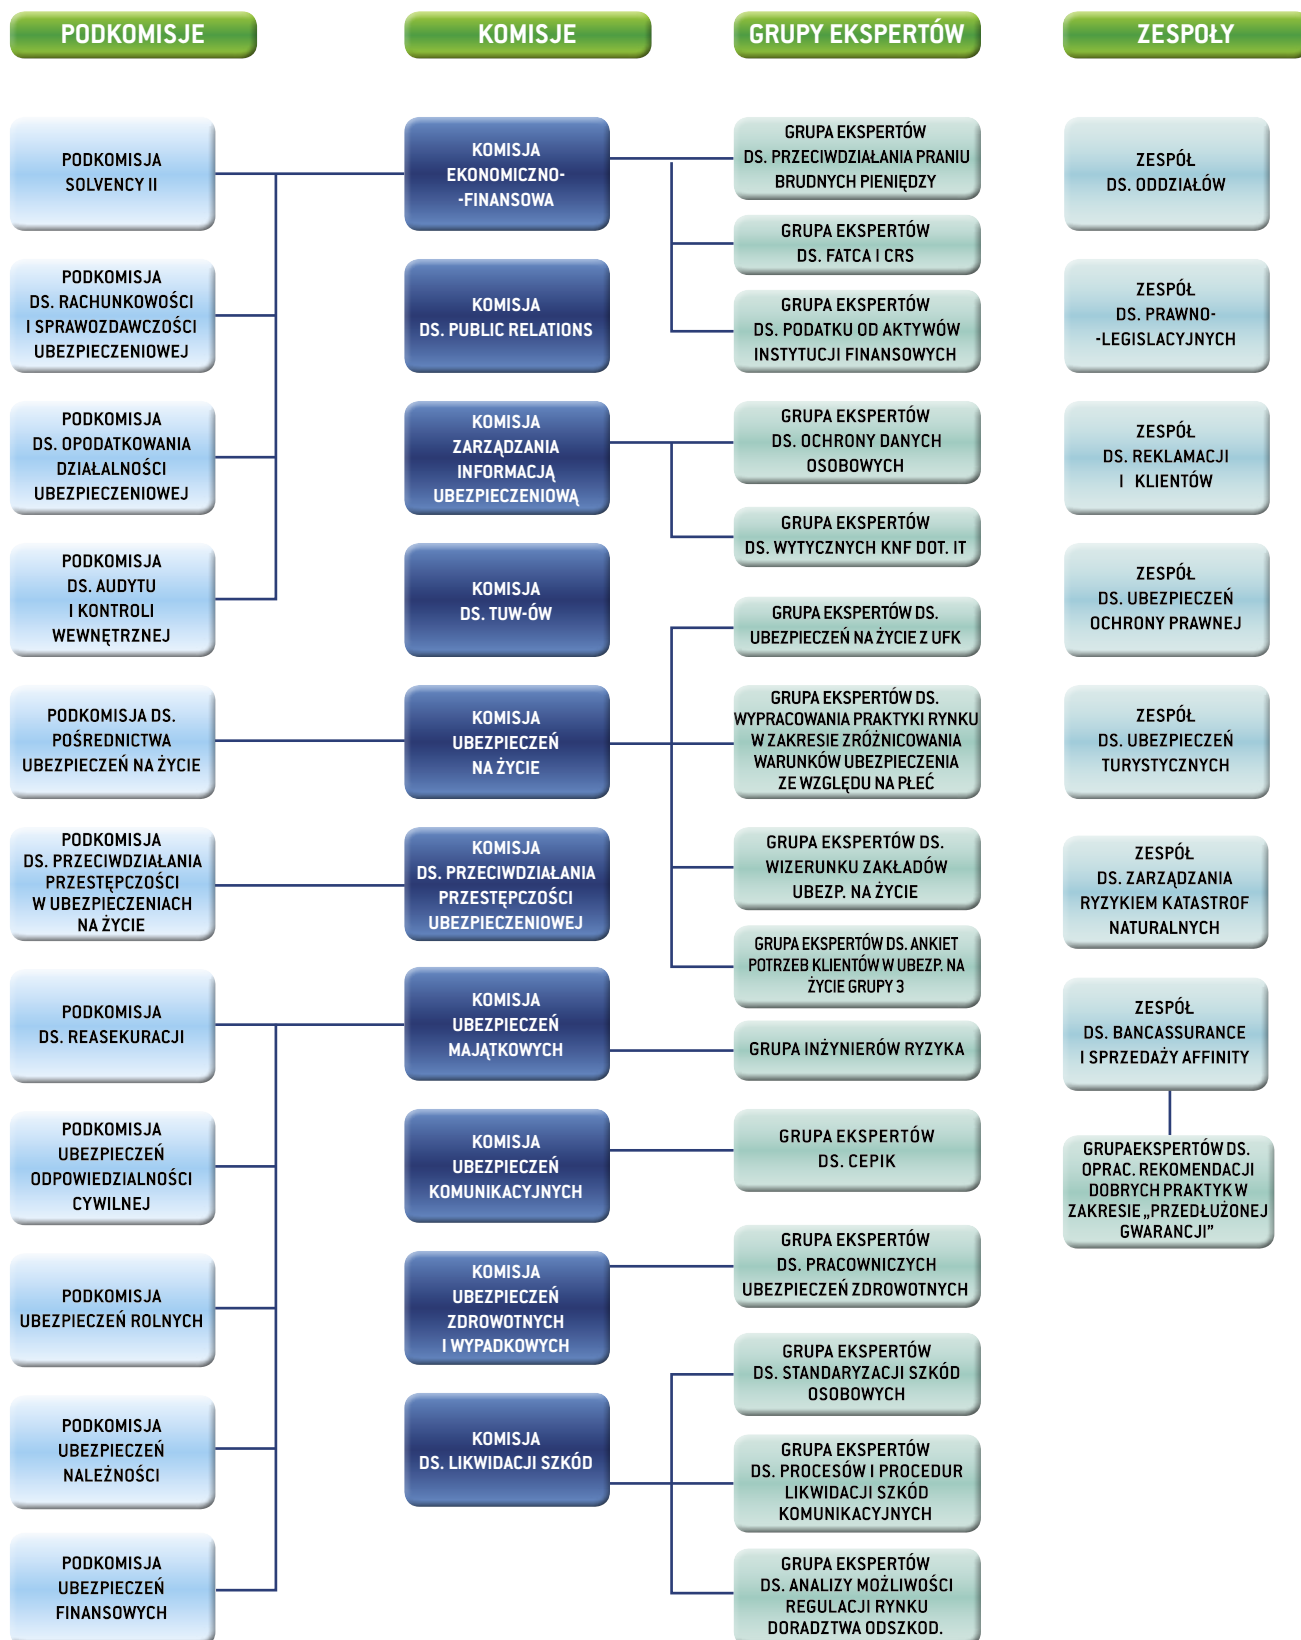 PODKOMISJE
KOMISJE
GRUPY EKSPERTÓW
ZESPOŁY
PODKOMISJA
SOLVENCY II
PODKOMISJA
DS. RACHUNKOWOŚCI
I SPRAWOZDAWCZOŚCI
UBEZPIECZENIOWEJ
PODKOMISJA
DS. OPODATKOWANIA
DZIAŁALNOŚCI
UBEZPIECZENIOWEJ
PODKOMISJA
DS. AUDYTU
I KONTROLI
WEWNĘTRZNEJ
PODKOMISJA DS.
POŚREDNICTWA
UBEZPIECZEŃ NA ŻYCIE
PODKOMISJA
DS. PRZECIWDZIAŁANIA
PRZESTĘPCZOŚCI
W UBEZPIECZENIACH
NA ŻYCIE
PODKOMISJA
DS. REASEKURACJI
PODKOMISJA
UBEZPIECZEŃ
ODPOWIEDZIALNOŚCI
CYWILNEJ
PODKOMISJA
UBEZPIECZEŃ ROLNYCH
PODKOMISJA
UBEZPIECZEŃ
NALEŻNOŚCI
PODKOMISJA
UBEZPIECZEŃ
FINANSOWYCH
KOMISJA
EKONOMICZNO-
-FINANSOWA
KOMISJA
DS. PUBLIC RELATIONS
KOMISJA
ZARZĄDZANIA
INFORMACJĄ
UBEZPIECZENIOWĄ
KOMISJA
DS. TUW-ÓW
KOMISJA
UBEZPIECZEŃ
NA ŻYCIE
KOMISJA
DS. PRZECIWDZIAŁANIA
PRZESTĘPCZOŚCI
UBEZPIECZENIOWEJ
KOMISJA
UBEZPIECZEŃ
MAJĄTKOWYCH
KOMISJA
UBEZPIECZEŃ
KOMUNIKACYJNYCH
KOMISJA
UBEZPIECZEŃ
ZDROWOTNYCH
I WYPADKOWYCH
KOMISJA
DS. LIKWIDACJI SZKÓD
GRUPA EKSPERTÓW
DS. PRZECIWDZIAŁANIA PRANIU
BRUDNYCH PIENIĘDZY
GRUPA EKSPERTÓW
DS. FATCA I CRS
GRUPA EKSPERTÓW
DS. PODATKU OD AKTYWÓW
INSTYTUCJI FINANSOWYCH
GRUPA EKSPERTÓW
DS. OCHRONY DANYCH
OSOBOWYCH
GRUPA EKSPERTÓW
DS. WYTYCZNYCH KNF DOT. IT
GRUPA EKSPERTÓW DS.
UBEZPIECZEŃ NA ŻYCIE Z UFK
GRUPA EKSPERTÓW DS.
WYPRACOWANIA PRAKTYKI RYNKU
W ZAKRESIE ZRÓŻNICOWANIA
WARUNKÓW UBEZPIECZENIA
ZE WZGLĘDU NA PŁEĆ
GRUPA EKSPERTÓW DS.
WIZERUNKU ZAKŁADÓW
UBEZP. NA ŻYCIE
GRUPA EKSPERTÓW DS. ANKIET
POTRZEB KLIENTÓW W UBEZP. NA
ŻYCIE GRUPY 3
GRUPA INŻYNIERÓW RYZYKA
GRUPA EKSPERTÓW
DS. CEPIK
GRUPA EKSPERTÓW
DS. PRACOWNICZYCH
UBEZPIECZEŃ ZDROWOTNYCH
GRUPA EKSPERTÓW
DS. STANDARYZACJI SZKÓD
OSOBOWYCH
GRUPA EKSPERTÓW
DS. PROCESÓW I PROCEDUR
LIKWIDACJI SZKÓD
KOMUNIKACYJNYCH
GRUPA EKSPERTÓW
DS. ANALIZY MOŻLIWOŚCI
REGULACJI RYNKU
DORADZTWA ODSZKOD.
ZESPÓŁ
DS. ODDZIAŁÓW
ZESPÓŁ
DS. PRAWNO-
-LEGISLACYJNYCH
ZESPÓŁ
DS. REKLAMACJI
I KLIENTÓW
ZESPÓŁ
DS. UBEZPIECZEŃ
OCHRONY PRAWNEJ
ZESPÓŁ
DS. UBEZPIECZEŃ
TURYSTYCZNYCH
ZESPÓŁ
DS. ZARZĄDZANIA
RYZYKIEM KATASTROF
NATURALNYCH
ZESPÓŁ
DS. BANCASSURANCE
I SPRZEDAŻY AFFINITY
GRUPAEKSPERTÓW DS.
OPRAC. REKOMENDACJI
DOBRYCH PRAKTYK W
ZAKRESIE „PRZEDŁUŻONEJ
GWARANCJI”